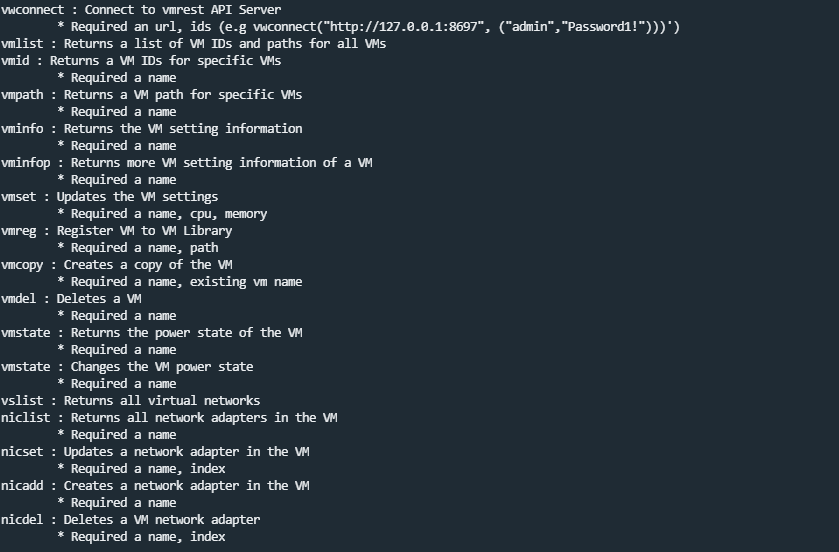 vwconnect : Connect to vmrest API Server
* Required an url, ids (e.g vwconnect("http://127.0.0.1:8697", ("admin","Password1!")))')
vmlist : Returns a list of VM IDs and paths for all VMs
vmid : Returns a VM IDs for specific VMs
* Required a name
vmpath : Returns a VM path for specific VMs
* Required a name
vminfo : Returns the VM setting information
* Required a name
vminfop : Returns more VM setting information of a VM
* Required a name
vmset : Updates the VM settings
* Required a name, cpu, memory
vmreg : Register VM to VM Library
* Required a name, path
vmcopy : Creates a copy of the VM
* Required a name, existing vm name
vmdel : Deletes a VM
* Required a name
vmstate : Returns the power state of the VM
* Required a name
vmstate : Changes the VM power state
* Required a name
vslist : Returns all virtual networks
niclist : Returns all network adapters in the VM
* Required a name
nicset : Updates a network adapter in the VM
* Required a name, index
nicadd : Creates a network adapter in the VM
* Required a name
nicdel : Deletes a VM network adapter
* Required a name, index